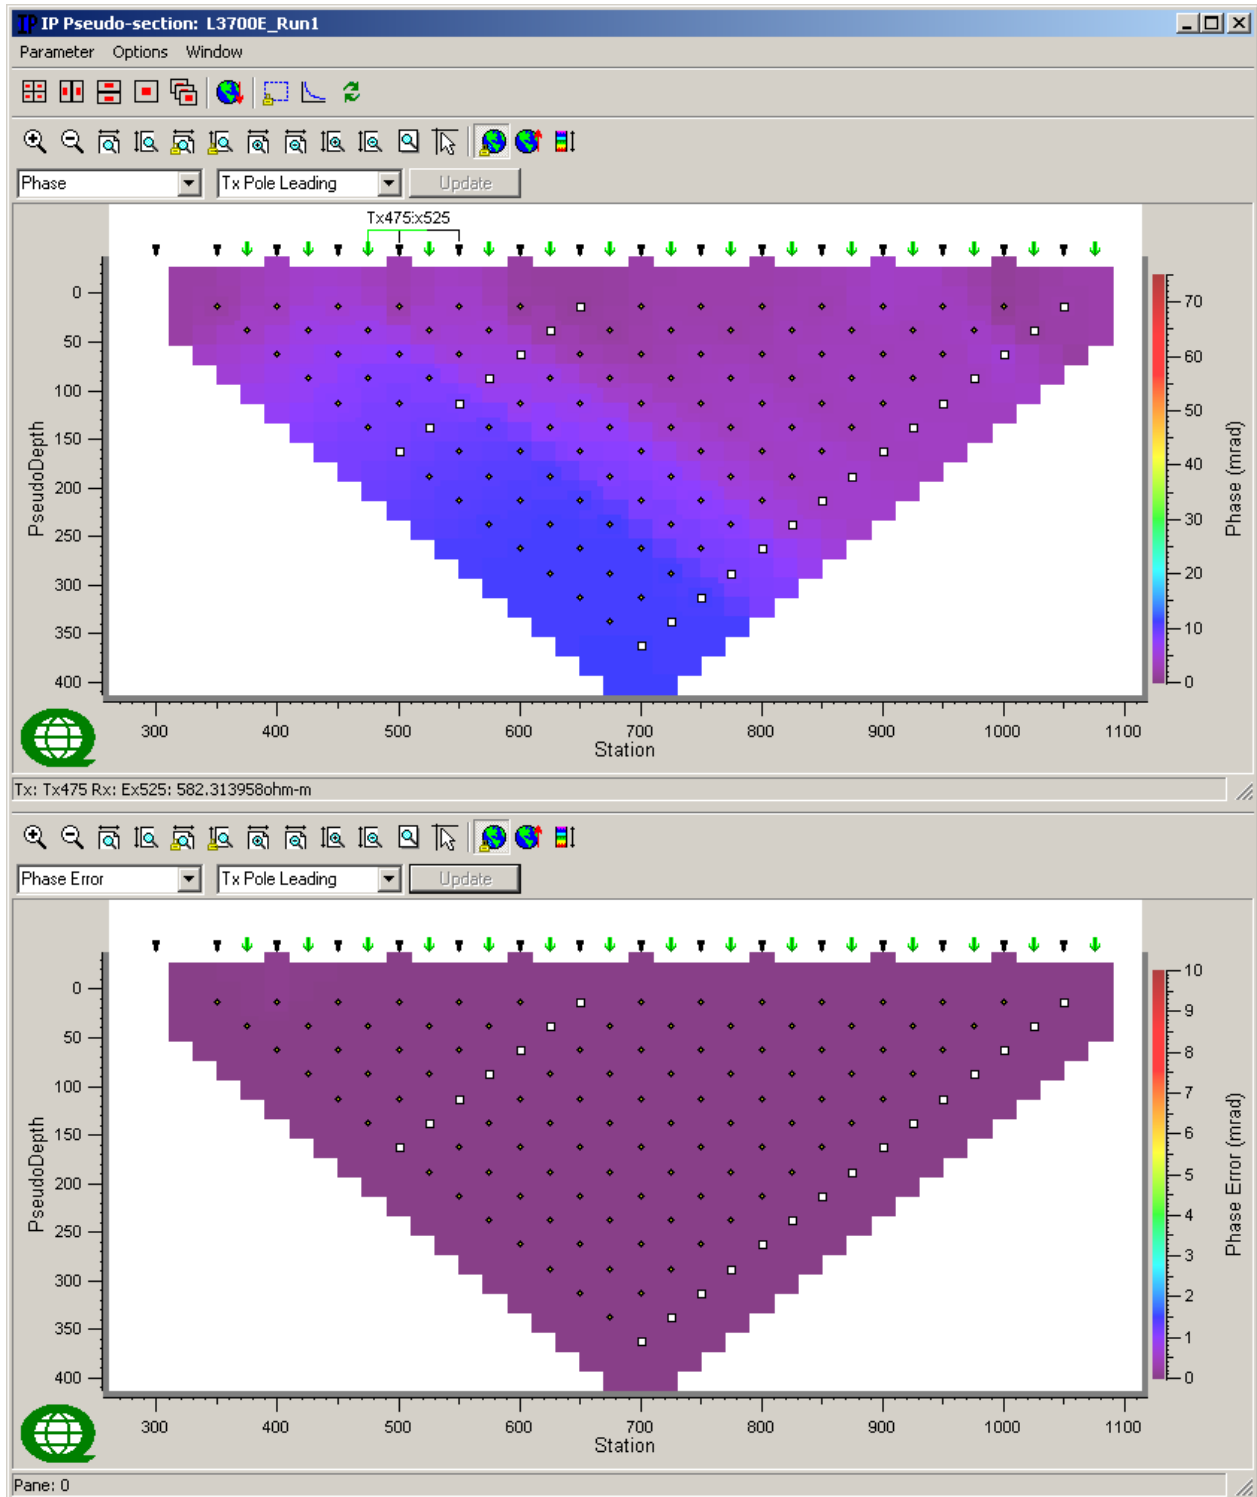 IP IP Pseudo-section: L3700E_Run1
Parameter Options Window
Phase Tx Pole Leading Update
Tx475:x525
0
50
100
150
200
250
300
350
400
PseudoDepth
70
60
50
40
30
20
10
0
Phase (mrad)
300 400 500 600 700 800 900 1000 1100
Station
Tx: Tx475 Rx: Ex525: 582.313958ohm-m
Phase Error Tx Pole Leading Update
0
50
100
150
200
250
300
350
400
PseudoDepth
10
9
8
7
6
5
4
3
2
1
0
Phase Error (mrad)
300 400 500 600 700 800 900 1000 1100
Station
Pane: 0